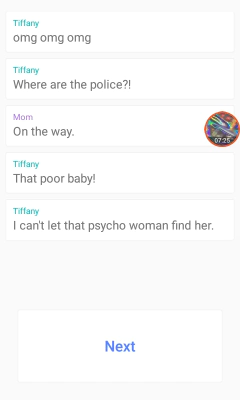 Tiffany
omg omg omg
Tiffany
Where are the police?!
Mom
On the way.
07:25
Tiffany
That poor baby!
Tiffany
I can't let that psycho woman find her.
Next